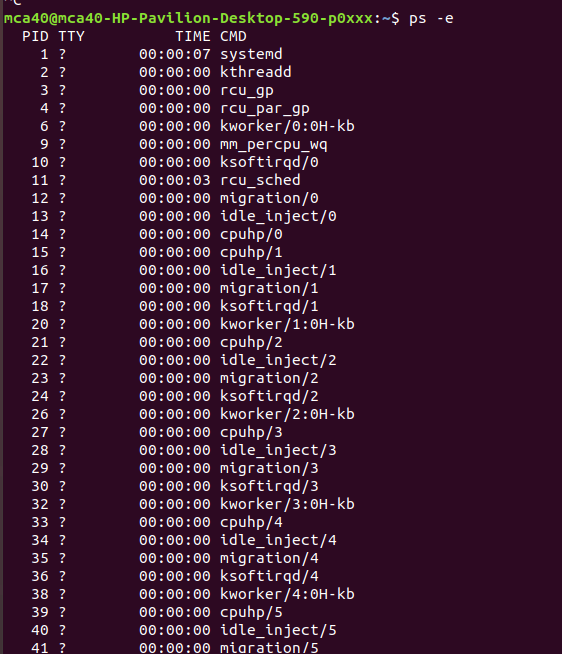 ^C
mca40@mca40-HP-Pavilion-Desktop-590-p0xxx:~$ ps -e
PID TTY TIME CMD
1 ? 00:00:07 systemd
2 ? 00:00:00 kthreadd
3 ? 00:00:00 rcu_gp
4 ? 00:00:00 rcu_par_gp
6 ? 00:00:00 kworker/0:0H-kb
9 ? 00:00:00 mm_percpu_wq
10 ? 00:00:00 ksoftirqd/0
11 ? 00:00:03 rcu_sched
12 ? 00:00:00 migration/0
13 ? 00:00:00 idle_inject/0
14 ? 00:00:00 cpuhp/0
15 ? 00:00:00 cpuhp/1
16 ? 00:00:00 idle_inject/1
17 ? 00:00:00 migration/1
18 ? 00:00:00 ksoftirqd/1
20 ? 00:00:00 kworker/1:0H-kb
21 ? 00:00:00 cpuhp/2
22 ? 00:00:00 idle_inject/2
23 ? 00:00:00 migration/2
24 ? 00:00:00 ksoftirqd/2
26 ? 00:00:00 kworker/2:0H-kb
27 ? 00:00:00 cpuhp/3
28 ? 00:00:00 idle_inject/3
29 ? 00:00:00 migration/3
30 ? 00:00:00 ksoftirqd/3
32 ? 00:00:00 kworker/3:0H-kb
33 ? 00:00:00 cpuhp/4
34 ? 00:00:00 idle_inject/4
35 ? 00:00:00 migration/4
36 ? 00:00:00 ksoftirqd/4
38 ? 00:00:00 kworker/4:0H-kb
39 ? 00:00:00 cpuhp/5
40 ? 00:00:00 idle_inject/5
41 ? 00:00:00 migration/5